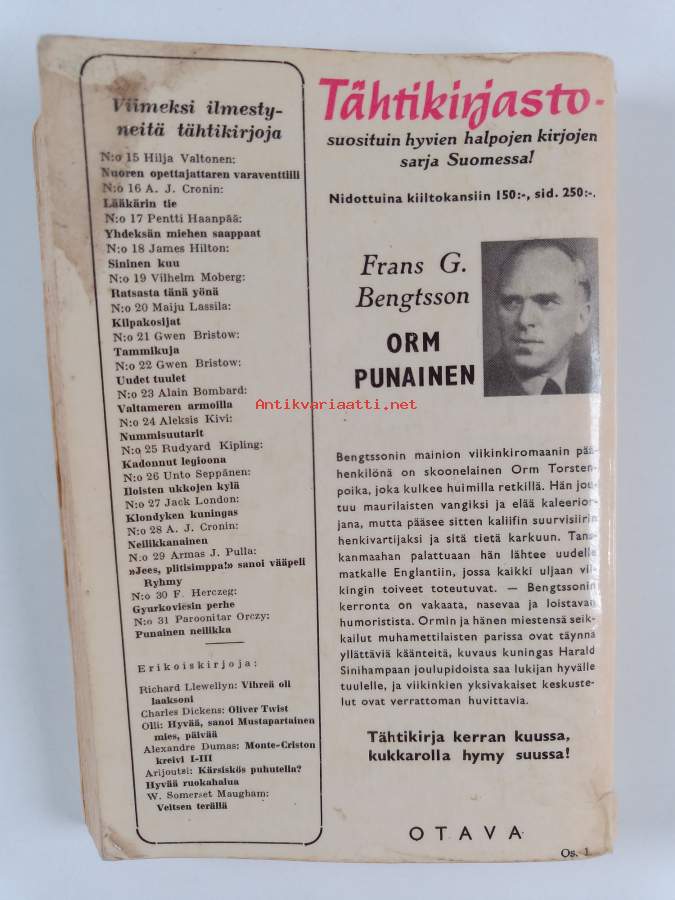 Viimeksi ilmesty-
neitä tähtikirjoja
N:o 15 Hilja Valtonen:
Nuoren opettajattaren varaventtiili
N:o 16 A. J. Cronin:
Lääkärin tie
N:o 17 Pentti Haanpää:
Yhdeksän miehen saappaat
N:o 18 James Hilton:
Sininen kuu
N:o 19 Vilhelm Moberg:
Ratsasta tänä yönä
N:o 20 Maiju Lassila:
Kilpakosijat
N:o 21 Gwen Bristow:
Tammikuja
N:o 22 Gwen Bristow:
Uudet tuulet
N:o 23 Alain Bombard:
Valtameren armoilla
N:o 24 Aleksis Kivi:
Nummisuutarit
N:o 25 Rudyard Kipling:
Kadonnut legioona
N:o 26 Unto Seppänen:
Iloisten ukkojen kylä
N:o 27 Jack London:
Klondyken kuningas
N:o 28 A. J. Cronin:
Neilikkanainen
N:o 29 Armas J. Pulla:
»Jees, plitisimppa!» sanoi vääpeli
Ryhmy
N:o 30 F. Herczeg:
Gyurkovicsin perhe
N:o 31 Paroonitar Orczy:
Punainen neilikka
Erikoiskirjoja:
Richard Llewellyn: Vihreä oli
laaksoni
Charles Dickens: Oliver Twist
Olli: Hyvää, sanoi Mustapartainen
mies, päivää
Alexandre Dumas: Monte-Criston
kreivi I-III
Arijoutsi: Kärsiskös puhutella?
Hyvää ruokahalua
W. Somerset Maugham:
Veitsen terällä
Tähtikirjasto -
suosituin hyvien halpojen kirjojen
sarja Suomessa!
Nidottuina kiiltokansiin 150:-, sid. 250:-.
Frans G.
Bengtsson
ORM
PUNAINEN
Antikvariaatti.net
Bengtssonin mainion viikinkiromaanin pää-
henkilönä on skoonelainen Orm Torsten-
poika, joka kulkee huimilla retkillä. Hän jou-
tuu maurilaisten vangiksi ja elää kaleerior-
jana, mutta pääsee sitten kaliifin suurvisiirin
henkivartijaksi ja sitä tietä karkuun. Tans-
kanmaahan palattuaan hän lähtee uudelle
matkalle Englantiin, jossa kaikki uljaan vii-
kingin toiveet toteutuvat. — Bengtssonin
kerronta on vakaata, nasevaa ja loistavan
humoristista. Ormin ja hänen miestensä seik-
kailut muhamettilaisten parissa ovat täynnä
yllättäviä käänteitä, kuvaus kuningas Harald
Sinihampaan joulupidoista saa lukijan hyvälle
tuulelle, ja viikinkien yksivakaiset keskuste-
lut ovat verrattoman huvittavia.
Tähtikirja kerran kuussa,
kukkarolla hymy suussa!
OTAVA
Os. 1